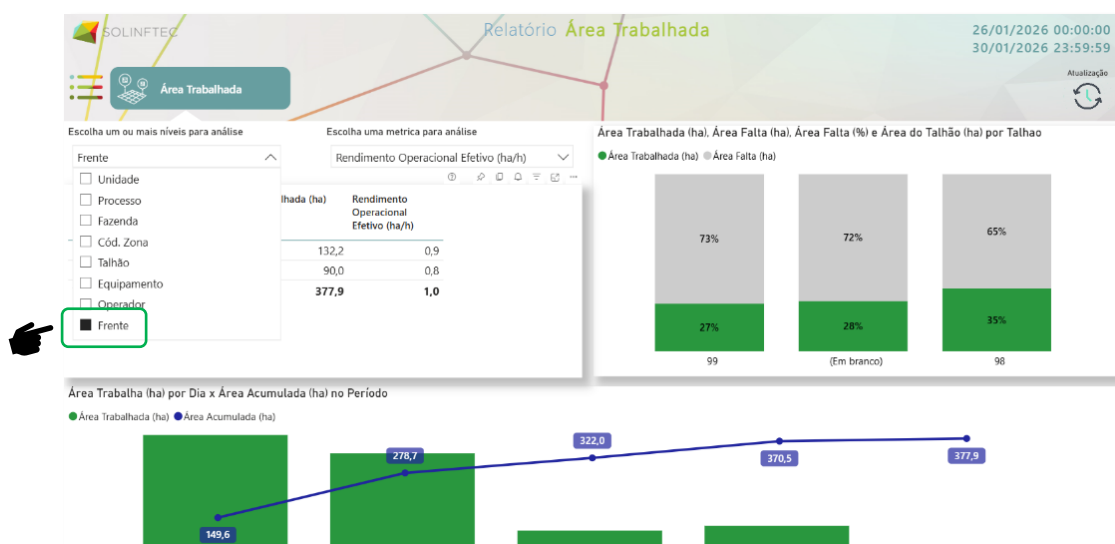 SOLINFTEC
Relatório Área Trabalhada
26/01/2026 00:00:00
30/01/2026 23:59:59
Atualização
Área Trabalhada
Escolha um ou mais níveis para análise
Escolha uma metrica para análise
Frente
Rendimento Operacional Efetivo (ha/h)
Unidade
Processo
Fazenda
Cód. Zona
Talhão
Equipamento
Operador
Frente
lhada (ha)
Rendimento
Operacional
Efetivo (ha/h)
132,2 0,9
90,0 0,8
377,9 1,0
Área Trabalhada (ha), Área Falta (ha), Área Falta (%) e Área do Talhão (ha) por Talhao
Área Trabalhada (ha) Área Falta (ha)
73% 72% 65%
27% 28% 35%
99 (Em branco) 98
Área Trabalha (ha) por Dia x Área Acumulada (ha) no Período
Área Trabalhada (ha) Área Acumulada (ha)
149,6 278,7 322,0 370,5 377,9